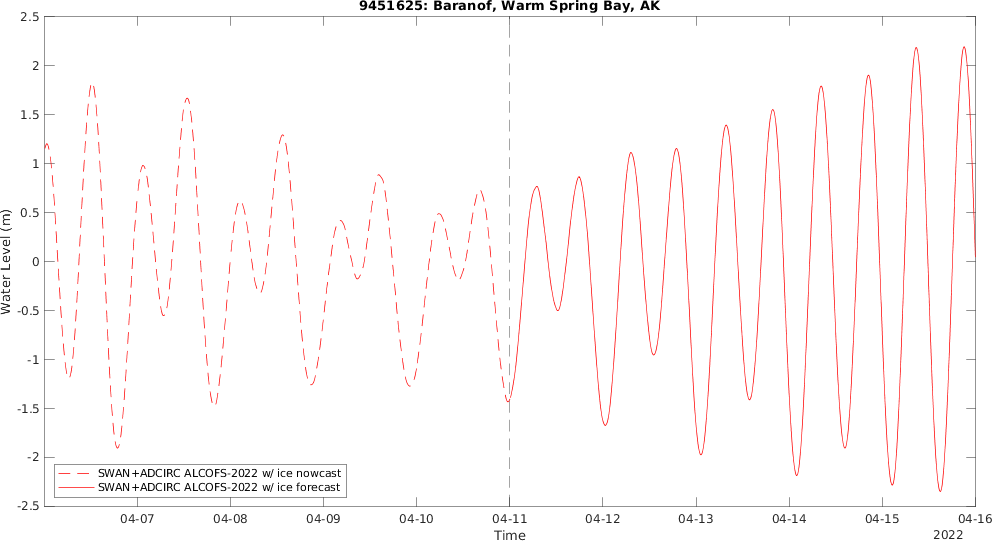 9451625: Baranof, Warm Spring Bay, AK
2.5
2
1.5
1
0.5
0
-0.5
-1
-1.5
-2
-2.5
Water Level (m)
SWAN+ADCIRC ALCOFS-2022 w/ ice nowcast
SWAN+ADCIRC ALCOFS-2022 w/ ice forecast
04-07 04-08 04-09 04-10 04-11 04-12 04-13 04-14 04-15 04-16
Time
2022